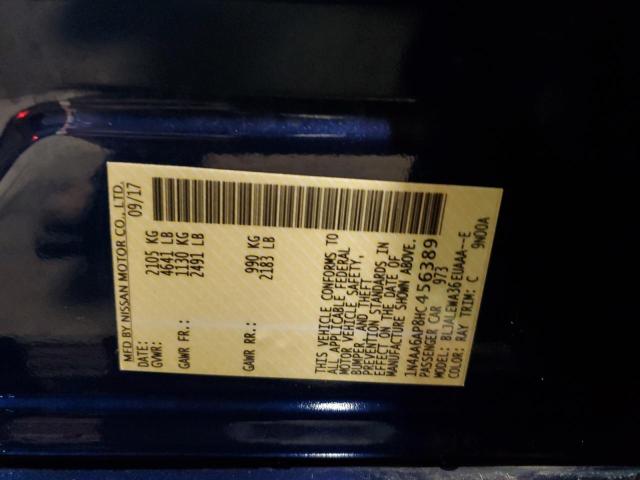 MFD BY NISSAN MOTOR CO., LTD.
DATE: 09/17
GVWR: 2105 KG
4641 LB
GAWR FR.: 1130 KG
2491 LB
GAWR RR.: 990 KG
2183 LB
THIS VEHICLE CONFORMS TO
ALL APPLICABLE FEDERAL
MOTOR VEHICLE SAFETY,
BUMPER, AND THEFT
PREVENTION STANDARDS IN
EFFECT ON THE DATE OF
MANUFACTURE SHOWN ABOVE.
1N4AA6AP8HC456389
PASSENGER CAR 973
MODEL: BLJALEWA36EUAAA--E
COLOR: RAY TRIM: C 9N00A